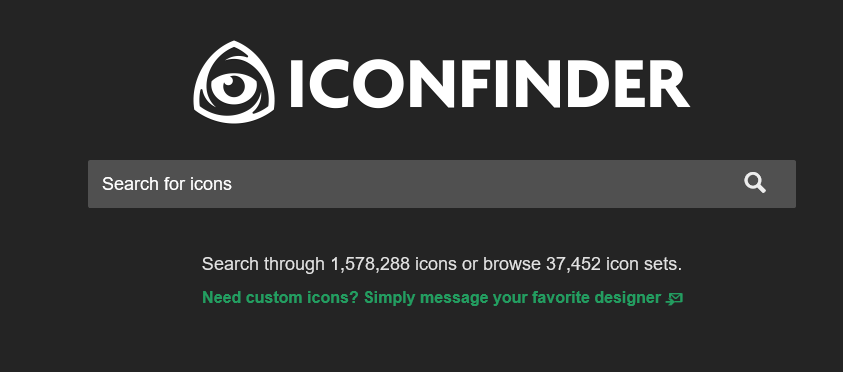 ICONFINDER
Search for icons
Search through 1,578,288 icons or browse 37,452 icon sets.
Need custom icons? Simply message your favorite designer